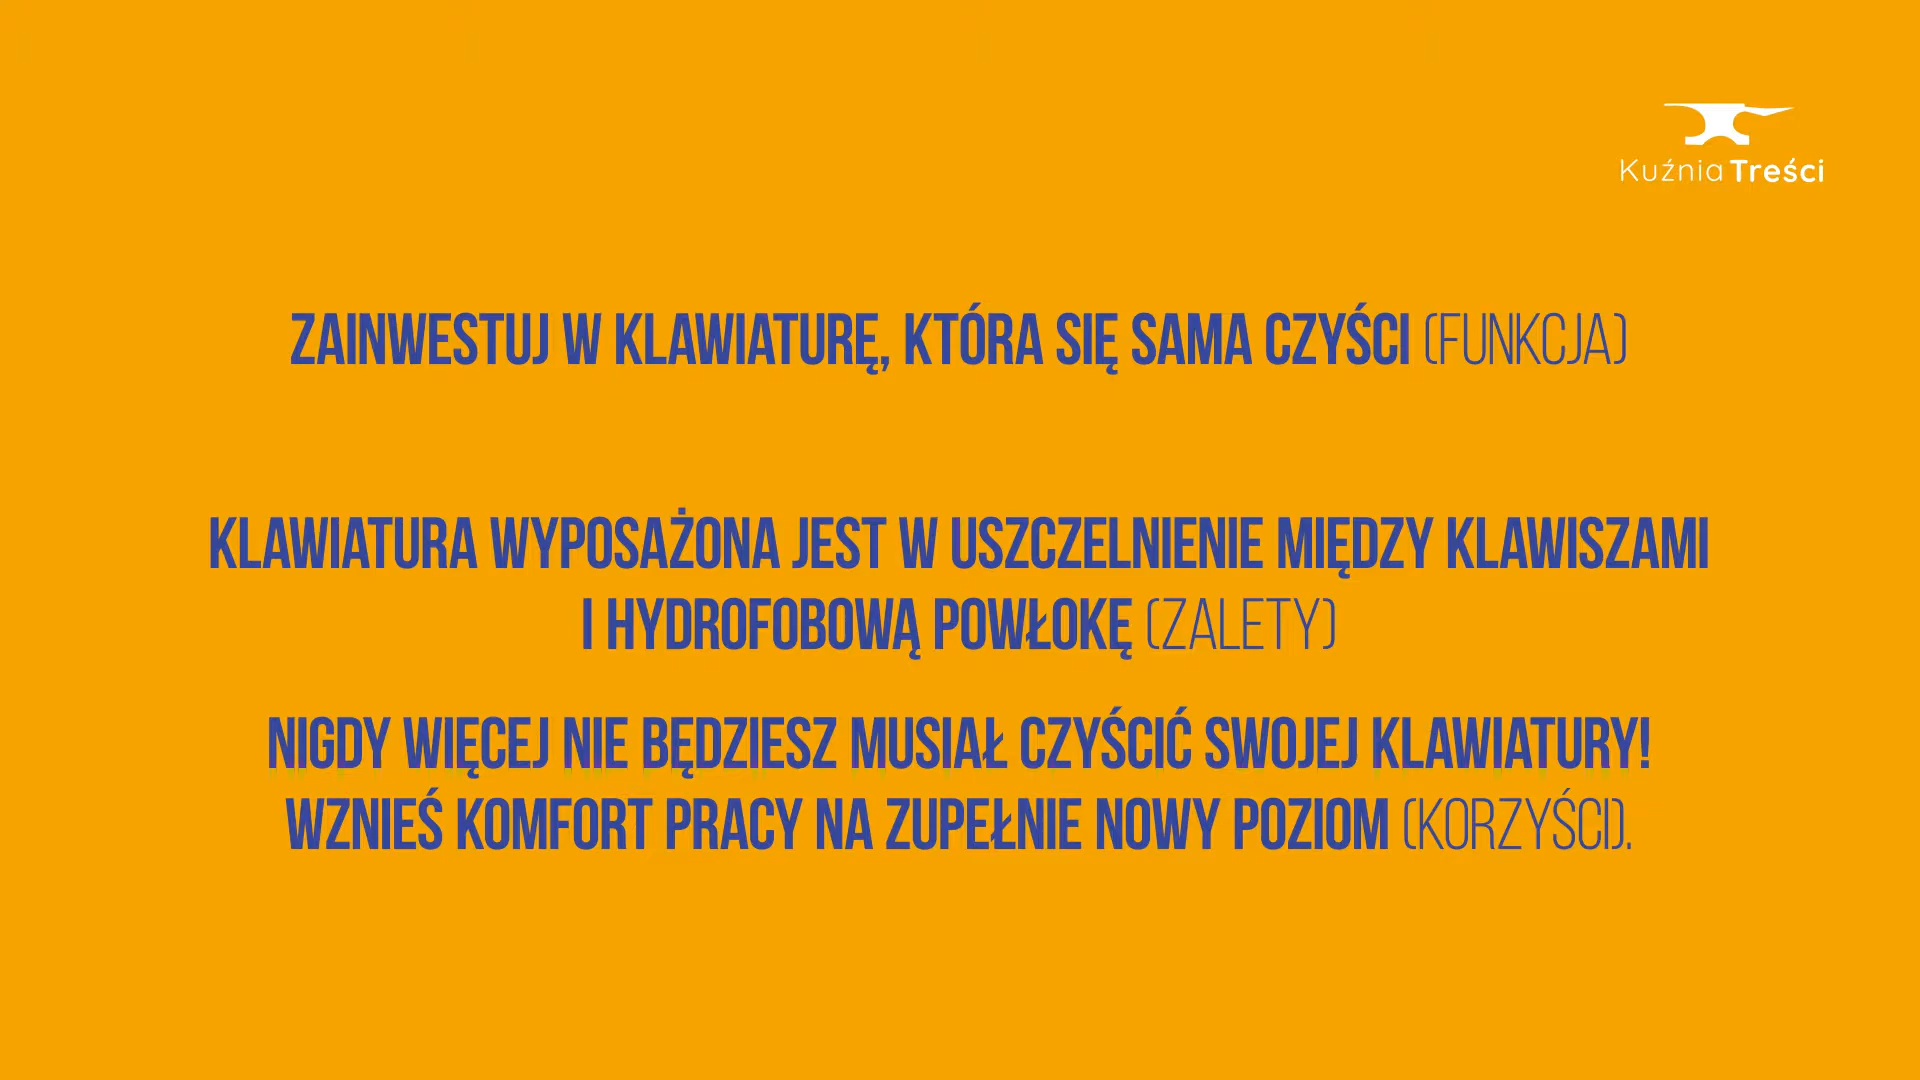 Kuźnia Treści
ZAINWESTUJ W KLAWIATURĘ, KTÓRA SIĘ SAMA CZYŚCI (FUNKCJA)
KLAWIATURA WYPOSAŻONA JEST W USZCZELNIENIE MIĘDZY KLAWISZAMI
I HYDROFOBOWĄ POWŁOKĘ (ZALETY)
NIGDY WIĘCEJ NIE BĘDZIESZ MUSIAŁ CZYŚCIĆ SWOJEJ KLAWIATURY!
WZNIEŚ KOMFORT PRACY NA ZUPEŁNIE NOWY POZIOM (KORZYŚCI).